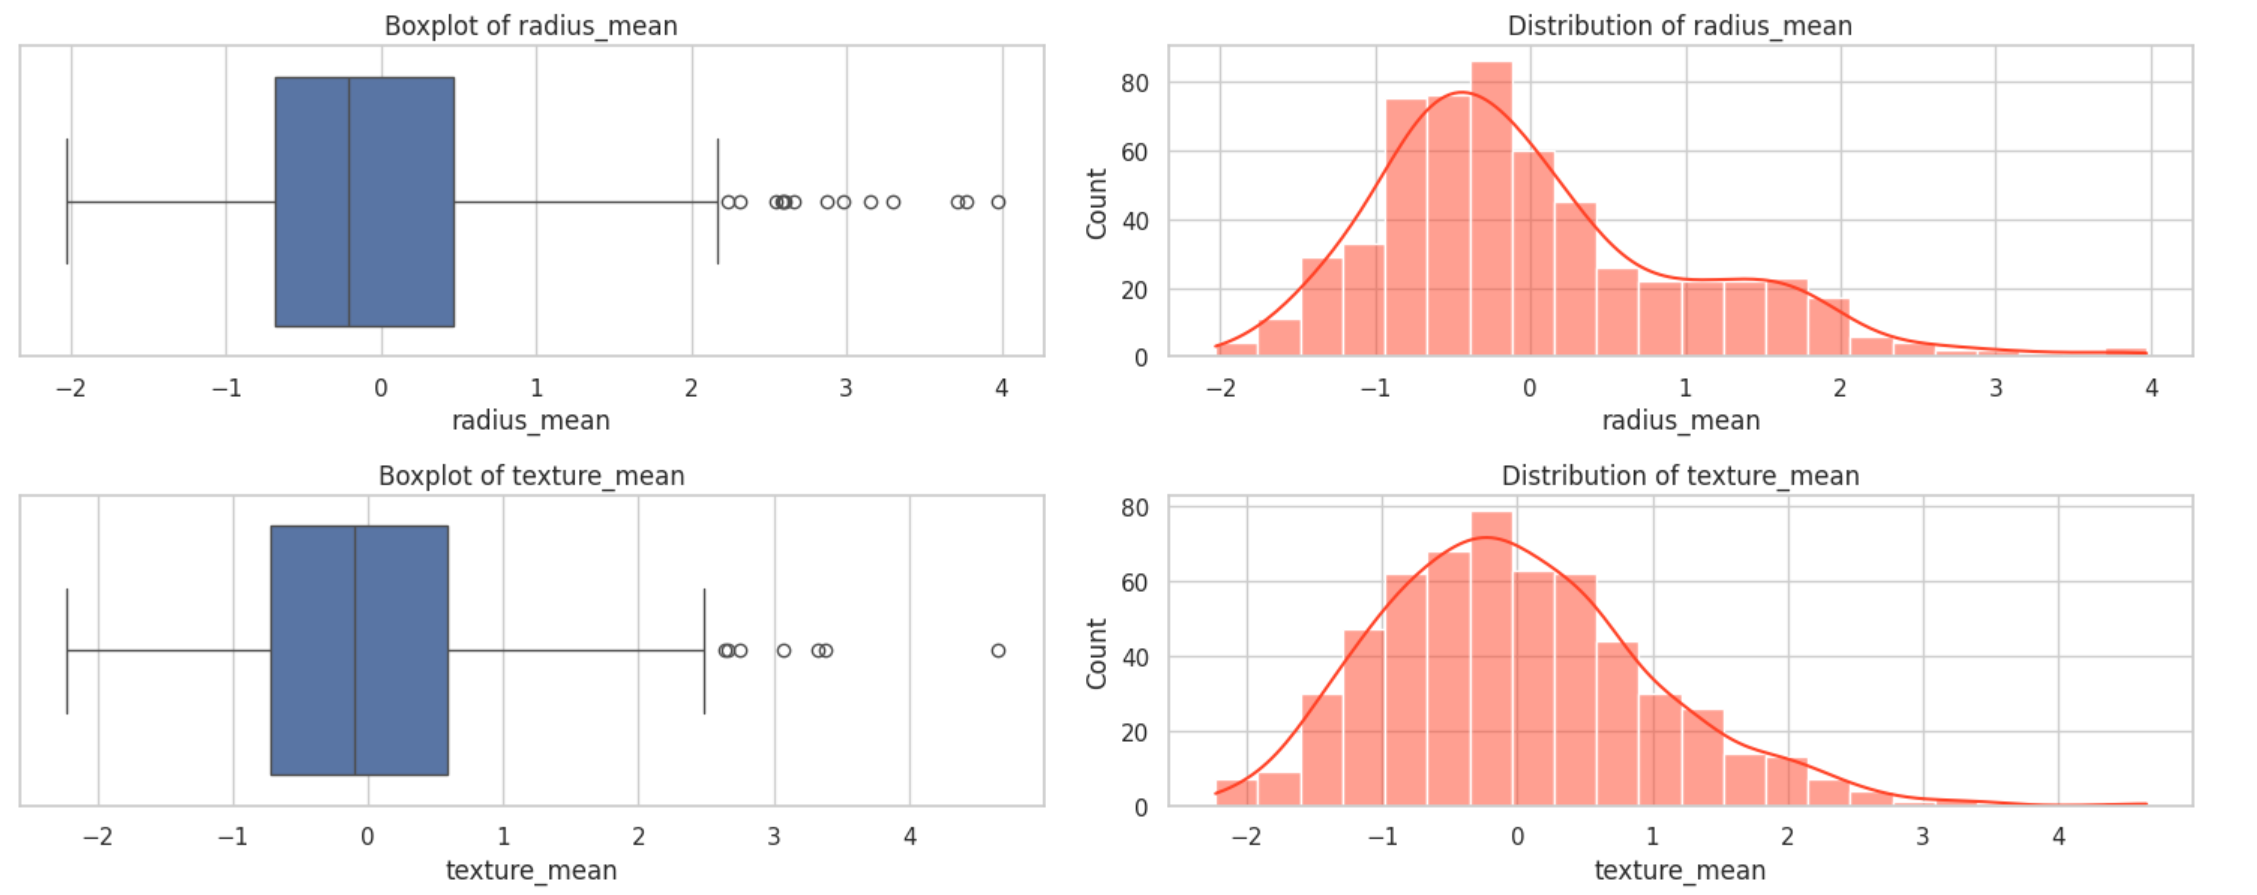 Boxplot of radius_mean
−2 −1 0 1 2 3 4
radius_mean
Distribution of radius_mean
80
60
40
20
0
Count
−2 −1 0 1 2 3 4
radius_mean
Boxplot of texture_mean
−2 −1 0 1 2 3 4
texture_mean
Distribution of texture_mean
80
60
40
20
0
Count
−2 −1 0 1 2 3 4
texture_mean